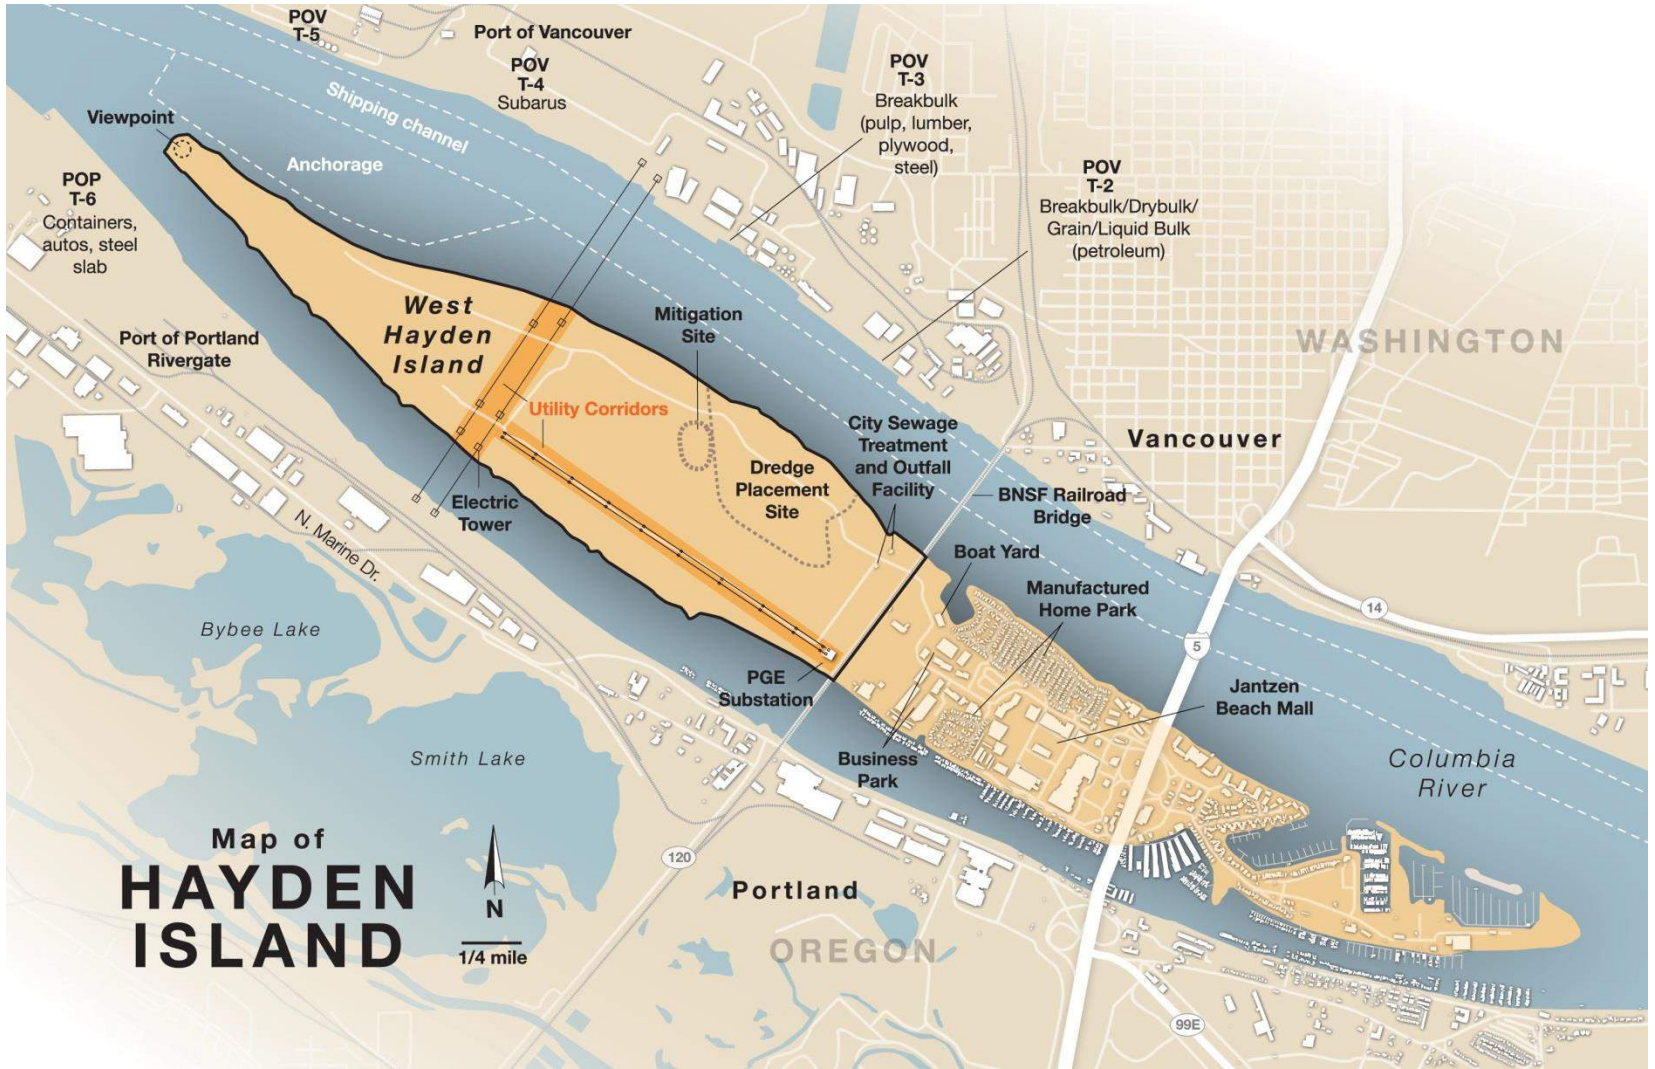 POV
T-5
Port of Vancouver
POV
T-4
Subarus
POV
T-3
Breakbulk
(pulp, lumber,
plywood,
steel)
Shipping channel
Viewpoint
Anchorage
POP
T-6
Containers,
autos, steel
slab
POV
T-2
Breakbulk/Drybulk/
Grain/Liquid Bulk
(petroleum)
West
Hayden
Island
Mitigation
Site
Port of Portland
Rivergate
WASHINGTON
Utility Corridors
City Sewage
Treatment
and Outfall
Facility
Vancouver
Dredge
Placement
Site
Electric
Tower
BNSF Railroad
Bridge
N. Marine Dr.
Boat Yard
Manufactured
Home Park
14
Bybee Lake
5
PGE
Substation
Jantzen
Beach Mall
Smith Lake
Business
Park
Columbia
River
Map of
HAYDEN
ISLAND
N
1/4 mile
120
Portland
OREGON
99E